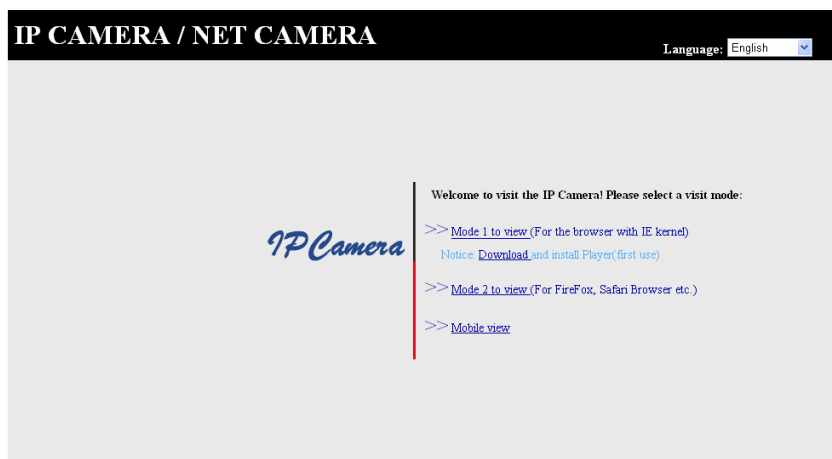 IP CAMERA / NET CAMERA
Language: English
Welcome to visit the IP Camera! Please select a visit mode:
IPCamera
>> Mode 1 to view (For the browser with IE kernel)
Notice: Download and install Player(first use)
>> Mode 2 to view (For FireFox, Safari Browser etc.)
>> Mobile view